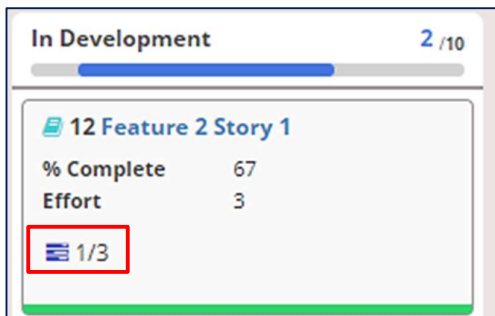 In Development 2 /10
12 Feature 2 Story 1
% Complete 67
Effort 3
1/3